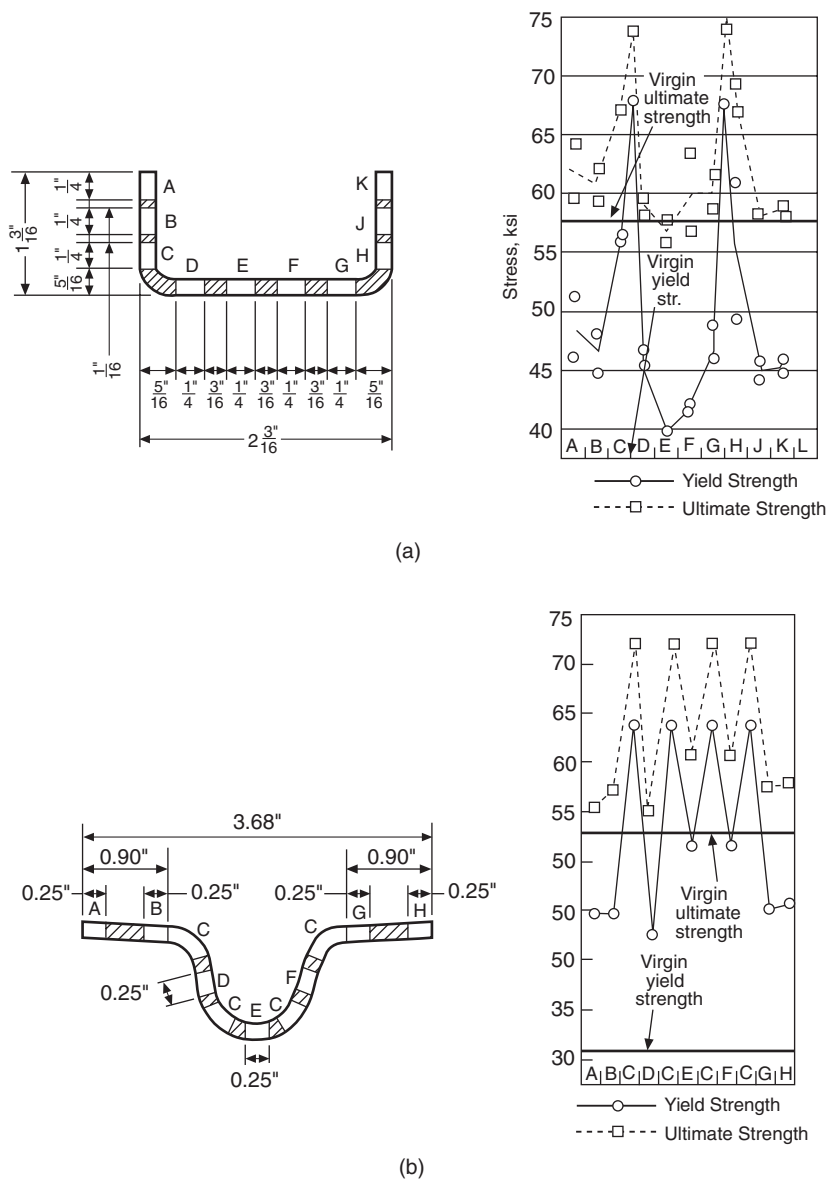 A
B
C
D
E
F
G
H
J
K
1 3" 16
1" 4
1" 4
1" 4
5" 16
1" 16
5" 16
1" 4
3" 16
1" 4
3" 16
1" 4
3" 16
1" 4
5" 16
2 3" 16
75
70
65
60
55
50
45
40
Stress, ksi
Virgin
ultimate
strength
Virgin
yield
str.
A B C D E F G H J K L
Yield Strength
Ultimate Strength
(a)
3.68"
0.90" 0.90"
0.25" 0.25" 0.25" 0.25"
A B G H
C C
D F
0.25" C E C
0.25"
75
70
65
60
55
50
50
50
35
30
Virgin
ultimate
strength
Virgin
yield
strength
A B C D C E C F C G H
Yield Strength
Ultimate Strength
(b)